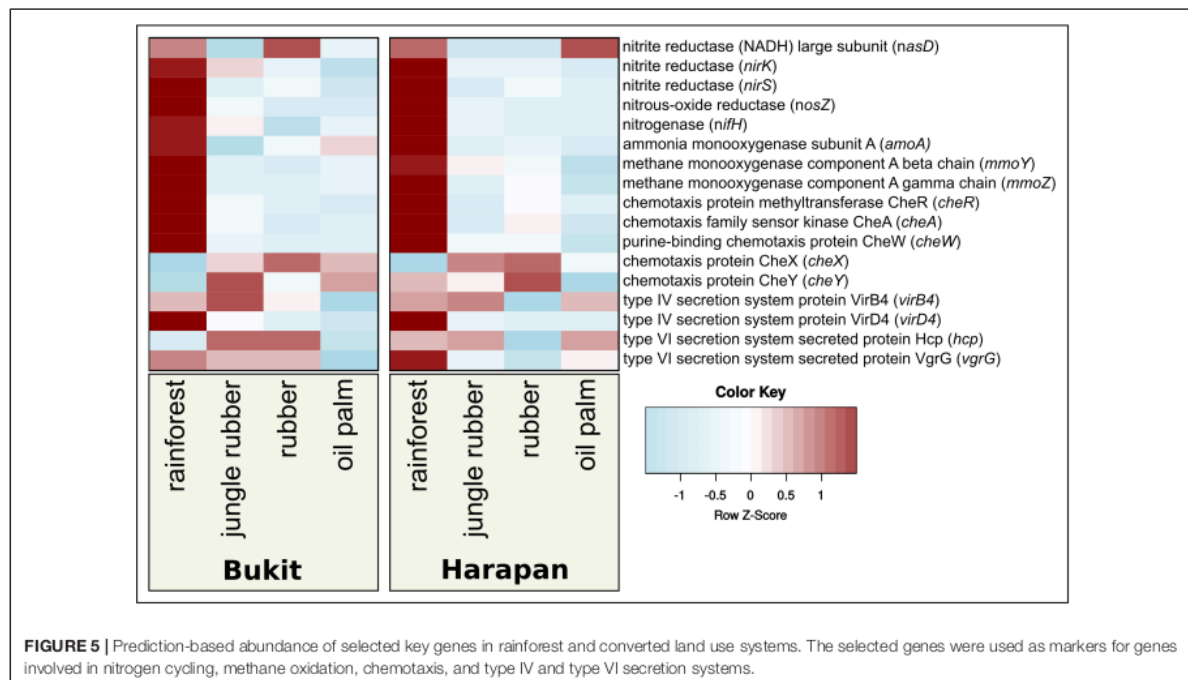 nitrite reductase (NADH) large subunit (nasD)
nitrite reductase (nirK)
nitrite reductase (nirS)
nitrous-oxide reductase (nosZ)
nitrogenase (nifH)
ammonia monooxygenase subunit A (amoA)
methane monooxygenase component A beta chain (mmoY)
methane monooxygenase component A gamma chain (mmoZ)
chemotaxis protein methyltransferase CheR (cheR)
chemotaxis family sensor kinase CheA (cheA)
purine-binding chemotaxis protein CheW (cheW)
chemotaxis protein CheX (cheX)
chemotaxis protein CheY (cheY)
type IV secretion system protein VirB4 (virB4)
type IV secretion system protein VirD4 (virD4)
type VI secretion system secreted protein Hcp (hcp)
type VI secretion system secreted protein VgrG (vgrG)
rainforest
jungle rubber
rubber
oil palm
Bukit
rainforest
jungle rubber
rubber
oil palm
Harapan
Color Key
-1 -0.5 0 0.5 1
Row Z-Score
FIGURE 5 | Prediction-based abundance of selected key genes in rainforest and converted land use systems. The selected genes were used as markers for genes
involved in nitrogen cycling, methane oxidation, chemotaxis, and type IV and type VI secretion systems.